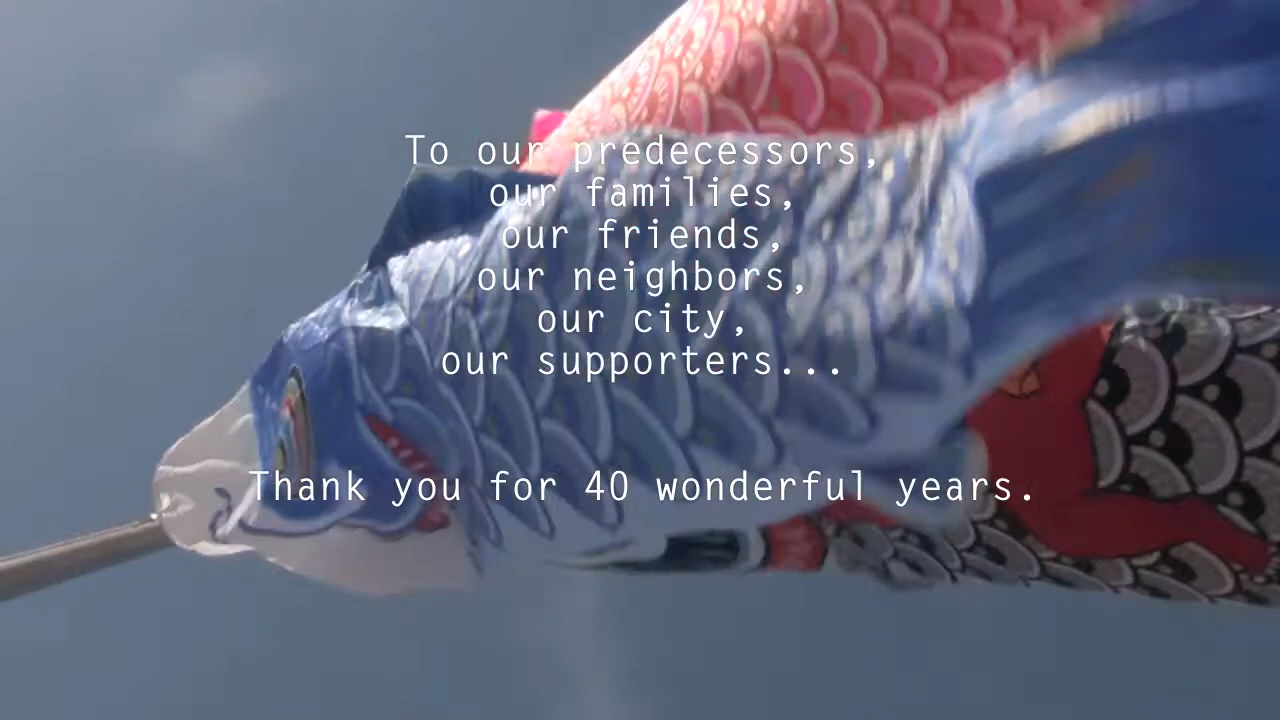 To our predecessors,
our families,
our friends,
our neighbors,
our city,
our supporters...
Thank you for 40 wonderful years.